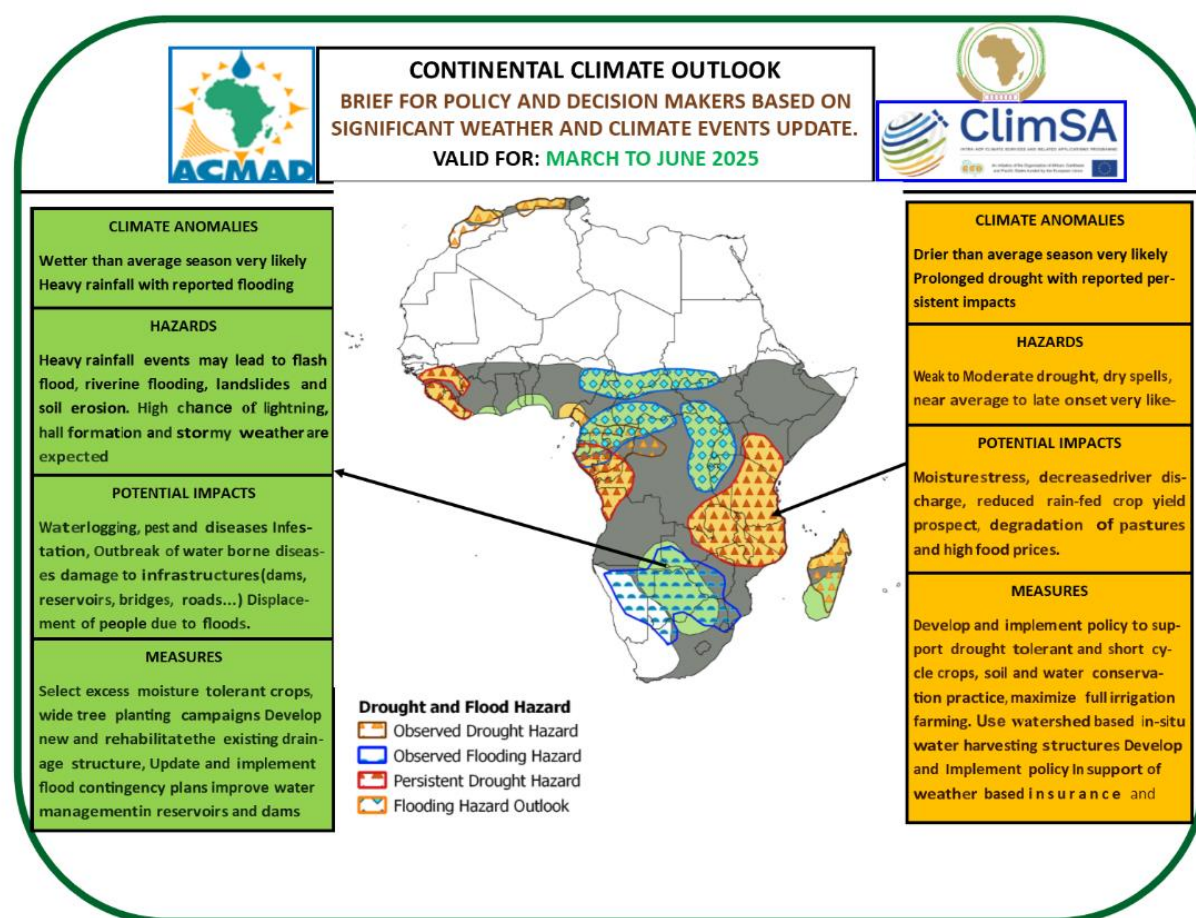 CONTINENTAL CLIMATE OUTLOOK
BRIEF FOR POLICY AND DECISION MAKERS BASED ON
SIGNIFICANT WEATHER AND CLIMATE EVENTS UPDATE.
VALID FOR: MARCH TO JUNE 2025
ACMAD
ClimSA
CLIMATE ANOMALIES
Wetter than average season very likely
Heavy rainfall with reported flooding
HAZARDS
Heavy rainfall events may lead to flash
flood, riverine flooding, landslides and
soil erosion. High chance of lightning,
hall formation and stormy weather are
expected
POTENTIAL IMPACTS
Waterlogging, pest and diseases Infes-
tation, Outbreak of water borne diseas-
es damage to infrastructures(dams,
reservoirs, bridges, roads...) Displace-
ment of people due to floods.
MEASURES
Select excess moisture tolerant crops,
wide tree planting campaigns Develop
new and rehabilitatethe existing drain-
age structure, Update and implement
flood contingency plans improve water
managementin reservoirs and dams
Drought and Flood Hazard
Observed Drought Hazard
Observed Flooding Hazard
Persistent Drought Hazard
Flooding Hazard Outlook
CLIMATE ANOMALIES
Drier than average season very likely
Prolonged drought with reported per-
sistent impacts
HAZARDS
Weak to Moderate drought, dry spells,
near average to late onset very like-
POTENTIAL IMPACTS
Moisturestress, decreasedriver dis-
charge, reduced rain-fed crop yield
prospect, degradation of pastures
and high food prices.
MEASURES
Develop and implement policy to sup-
port drought tolerant and short cy-
cle crops, soil and water conserva-
tion practice, maximize full irrigation
farming. Use watershed based in-situ
water harvesting structures Develop
and Implement policy In support of
weather based insurance and